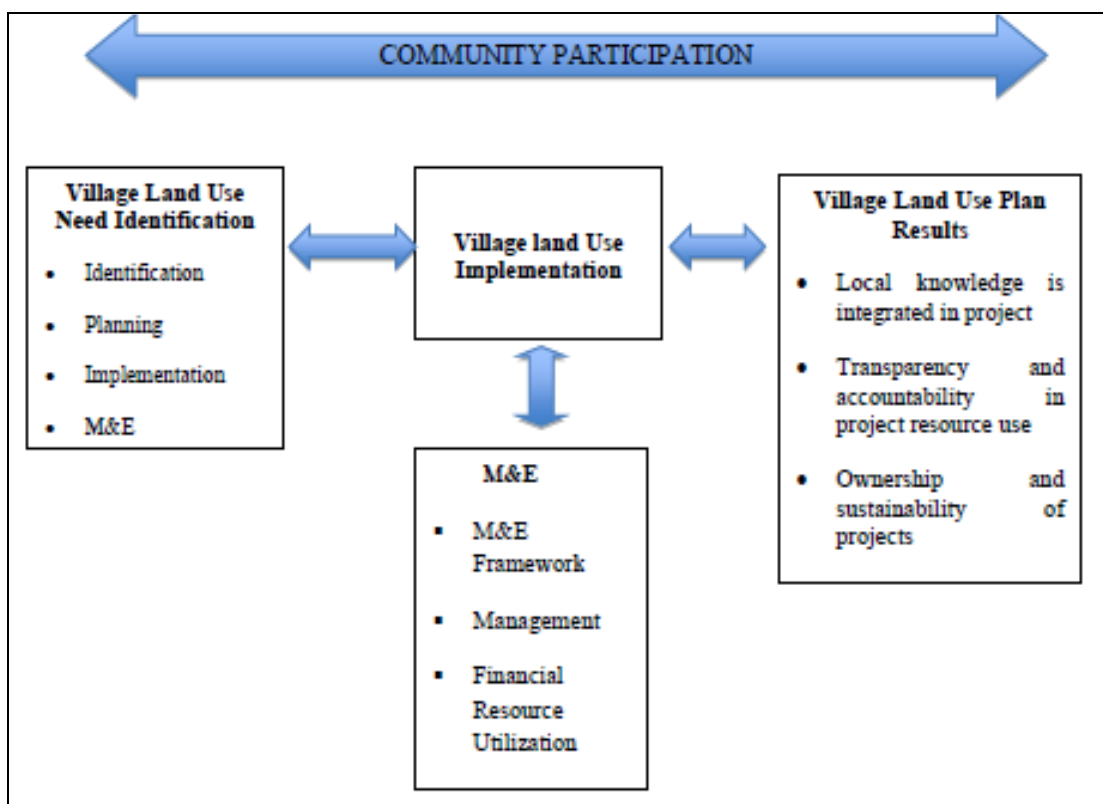 COMMUNITY PARTICIPATION
Village Land Use
Need Identification
• Identification
• Planning
• Implementation
• M&E
Village land Use
Implementation
Village Land Use Plan
Results
• Local knowledge is
integrated in project
• Transparency and
accountability in
project resource use
• Ownership and
sustainability of
projects
M&E
▪ M&E
Framework
▪ Management
▪ Financial
Resource
Utilization